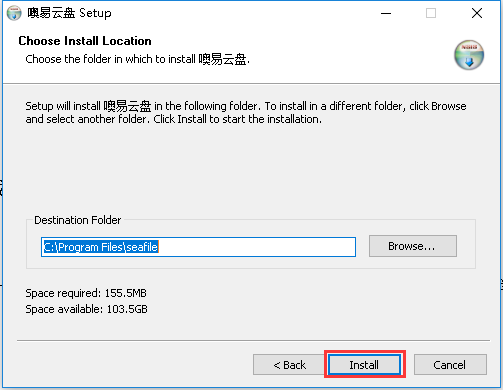 噢易云盘 Setup
Choose Install Location
Choose the folder in which to install 噢易云盘.
Setup will install 噢易云盘 in the following folder. To install in a different folder, click Browse
and select another folder. Click Install to start the installation.
Destination Folder
C:\Program Files\seafile
Browse...
Space required: 155.5MB
Space available: 103.5GB
< Back
Install
Cancel